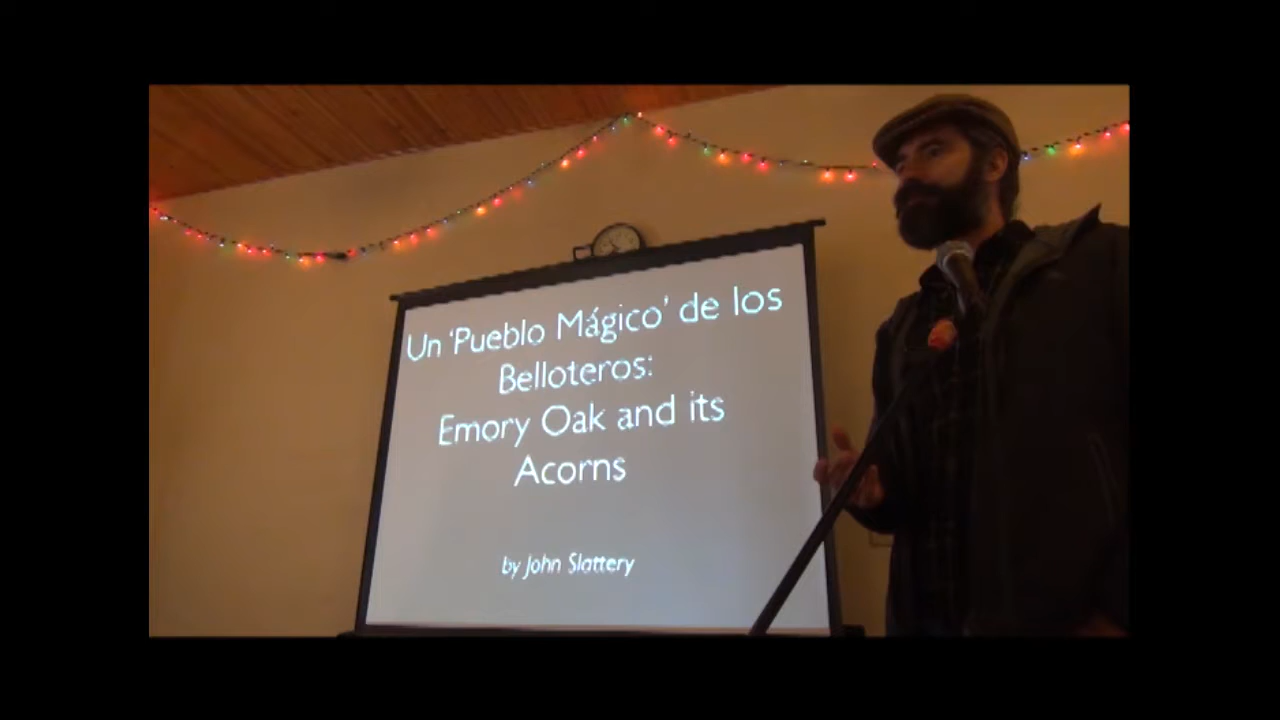 Un ‘Pueblo Mágico’ de los
Belloteros:
Emory Oak and its
Acorns
by John Slattery